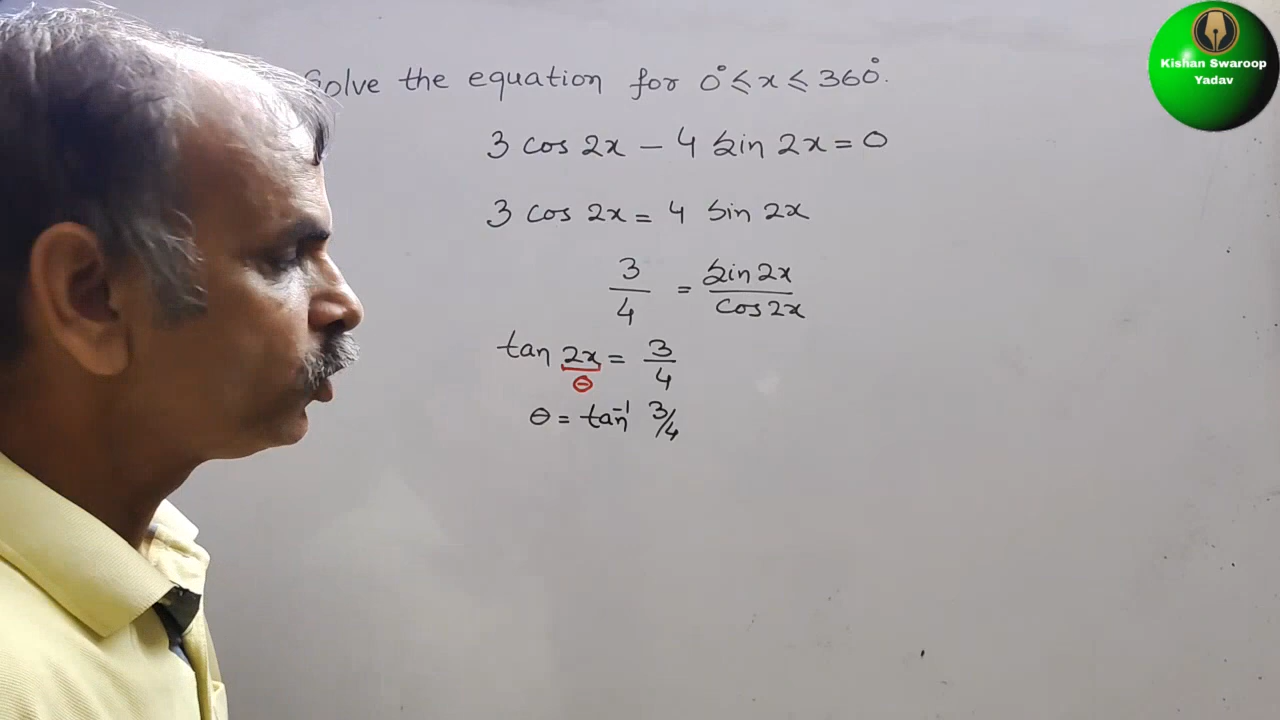 Solve the equation for 0° ≤ x ≤ 360°.
3 cos 2x − 4 sin 2x = 0
3 cos 2x = 4 sin 2x
3/4 = sin 2x / cos 2x
tan 2x = 3/4
θ
θ = tan⁻¹ 3/4
Kishan Swaroop
Yadav